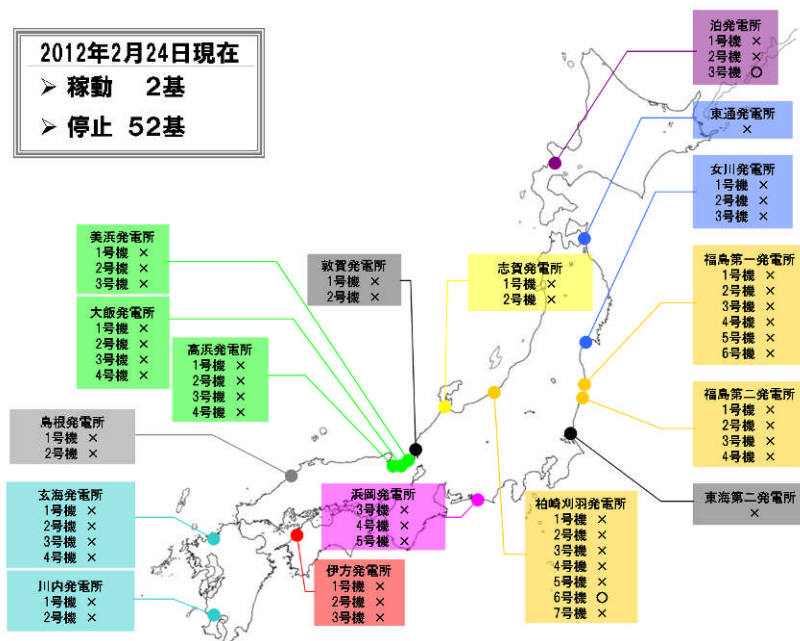 2012年2月24日現在
➢ 稼動 2基
➢ 停止 52基
泊発電所
1号機 ×
2号機 ×
3号機 ○
東通発電所
×
女川発電所
1号機 ×
2号機 ×
3号機 ×
美浜発電所
1号機 ×
2号機 ×
3号機 ×
敦賀発電所
1号機 ×
2号機 ×
志賀発電所
1号機 ×
2号機 ×
福島第一発電所
1号機 ×
2号機 ×
3号機 ×
4号機 ×
5号機 ×
6号機 ×
大飯発電所
1号機 ×
2号機 ×
3号機 ×
4号機 ×
高浜発電所
1号機 ×
2号機 ×
3号機 ×
4号機 ×
福島第二発電所
1号機 ×
2号機 ×
3号機 ×
4号機 ×
島根発電所
1号機 ×
2号機 ×
玄海発電所
1号機 ×
2号機 ×
3号機 ×
4号機 ×
浜岡発電所
3号機 ×
4号機 ×
5号機 ×
柏崎刈羽発電所
1号機 ×
2号機 ×
3号機 ×
4号機 ×
5号機 ×
6号機 ○
7号機 ×
東海第二発電所
×
川内発電所
1号機 ×
2号機 ×
伊方発電所
1号機 ×
2号機 ×
3号機 ×